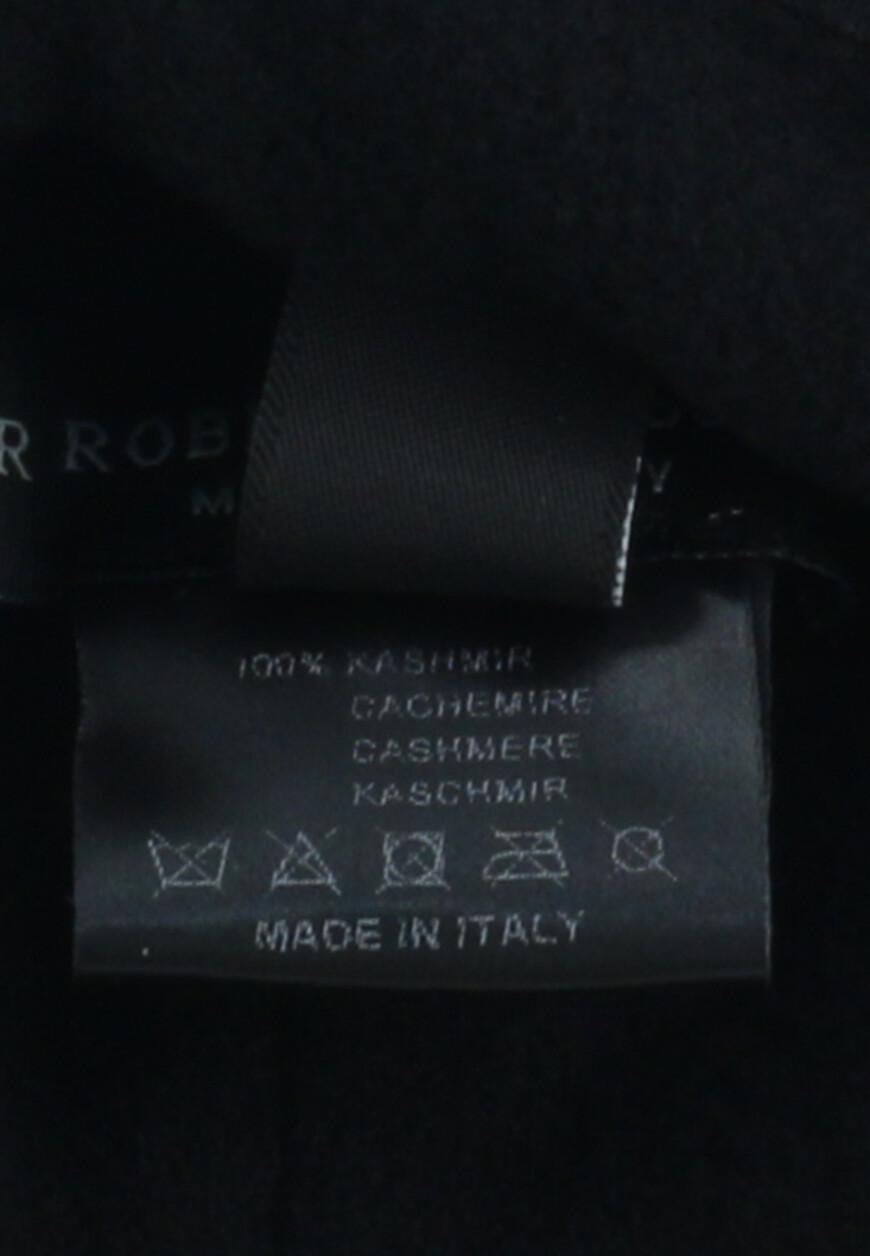 100% KASHMIR
CACHEMIRE
CASHMERE
KASCHMIR
MADE IN ITALY